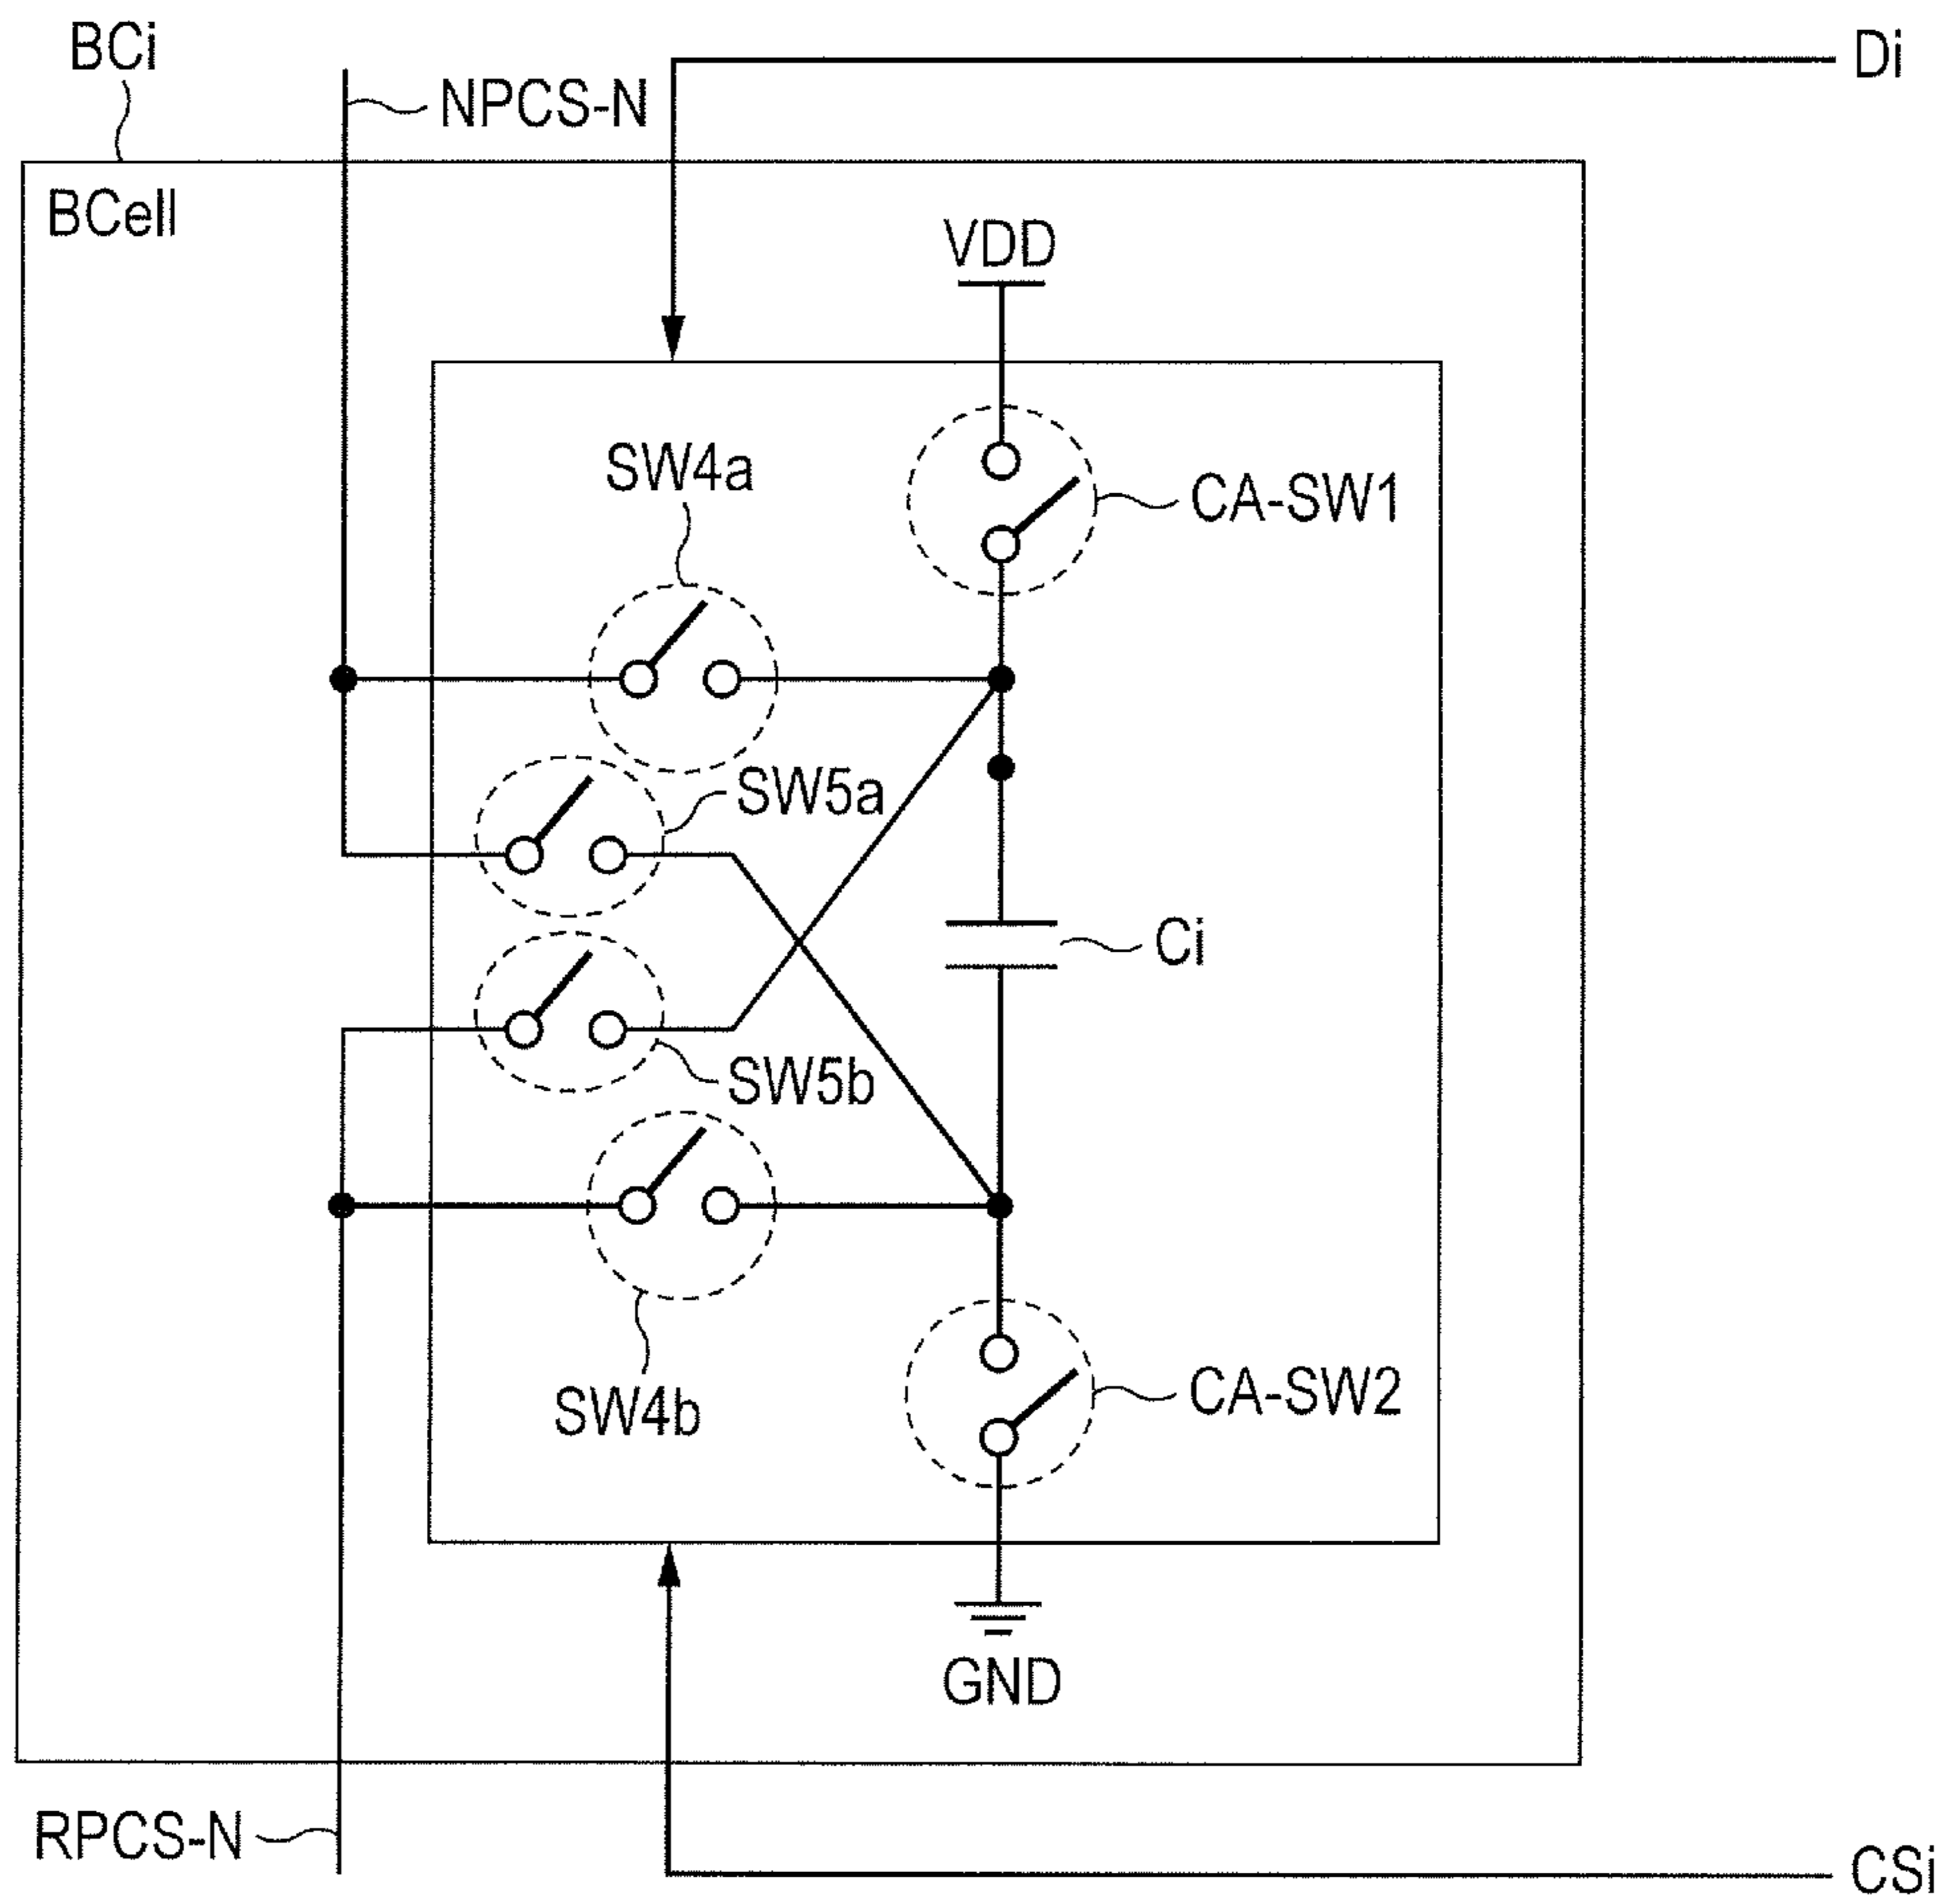 BCi
Di
NPCS-N
BCell
VDD
SW4a
CA-SW1
SW5a
Ci
SW5b
SW4b
CA-SW2
GND
RPCS-N
CSi